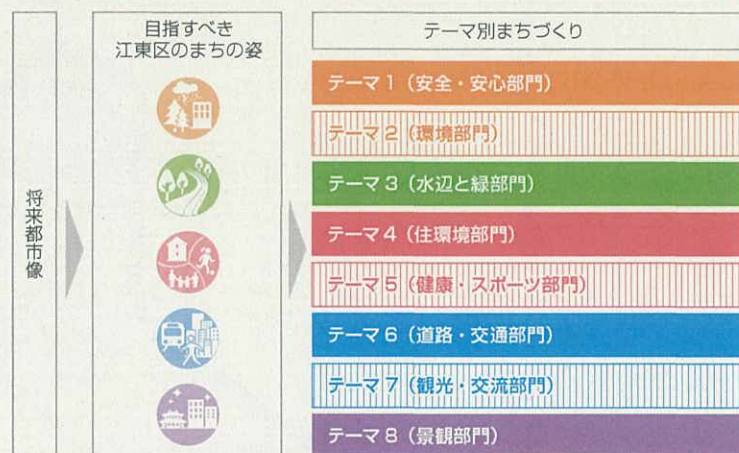 将来都市像
目指すべき
江東区のまちの姿
テーマ別まちづくり
テーマ1（安全・安心部門）
テーマ2（環境部門）
テーマ3（水辺と緑部門）
テーマ4（住環境部門）
テーマ5（健康・スポーツ部門）
テーマ6（道路・交通部門）
テーマ7（観光・交流部門）
テーマ8（景観部門）